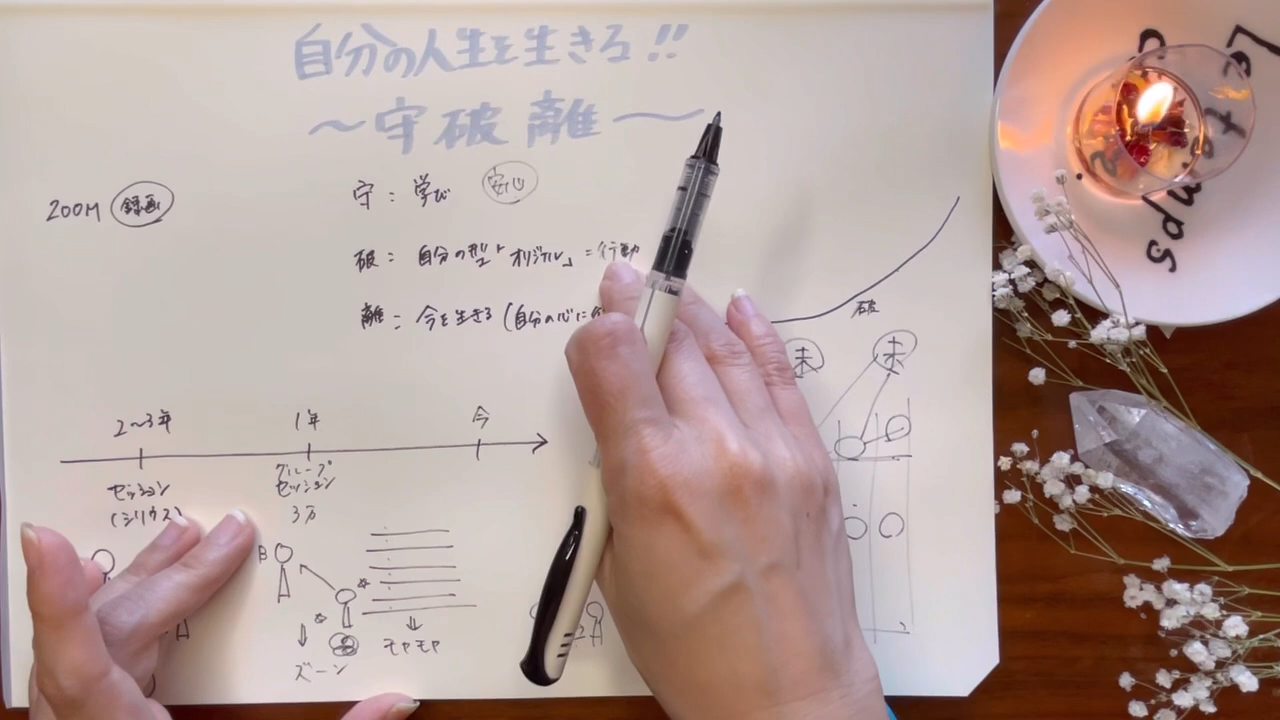 自分の人生を生きる!!
〜守破離〜
守：学び 安心
ZOOM 録画
破：自分の型「オリジナル」=行動
離：今を生きる(自分の心に
破
未 未
2〜3年 1年 今
セッション
(シリウス)
グループ
セッション
3万
B
モヤモヤ
ズーン
Le temps